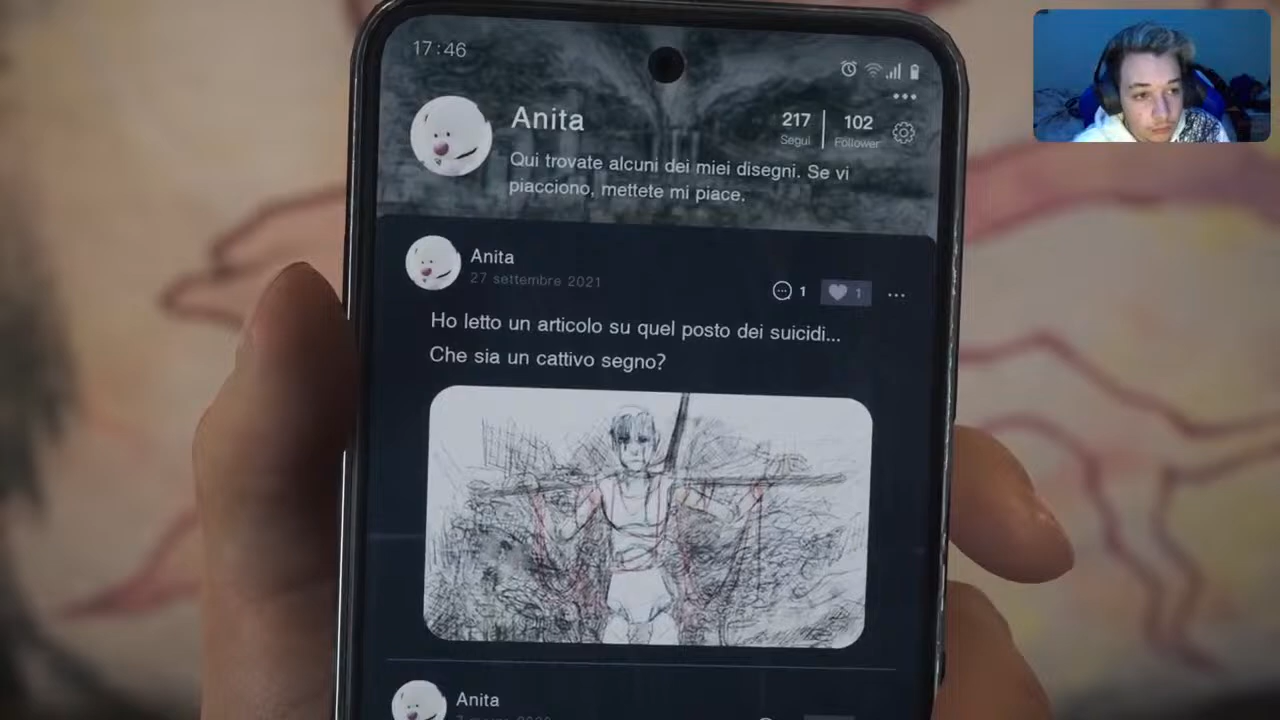 17:46
Anita
217
Segui
102
Follower
Qui trovate alcuni dei miei disegni. Se vi
piacciono, mettete mi piace.
Anita
27 settembre 2021
1
1
Ho letto un articolo su quel posto dei suicidi...
Che sia un cattivo segno?
Anita